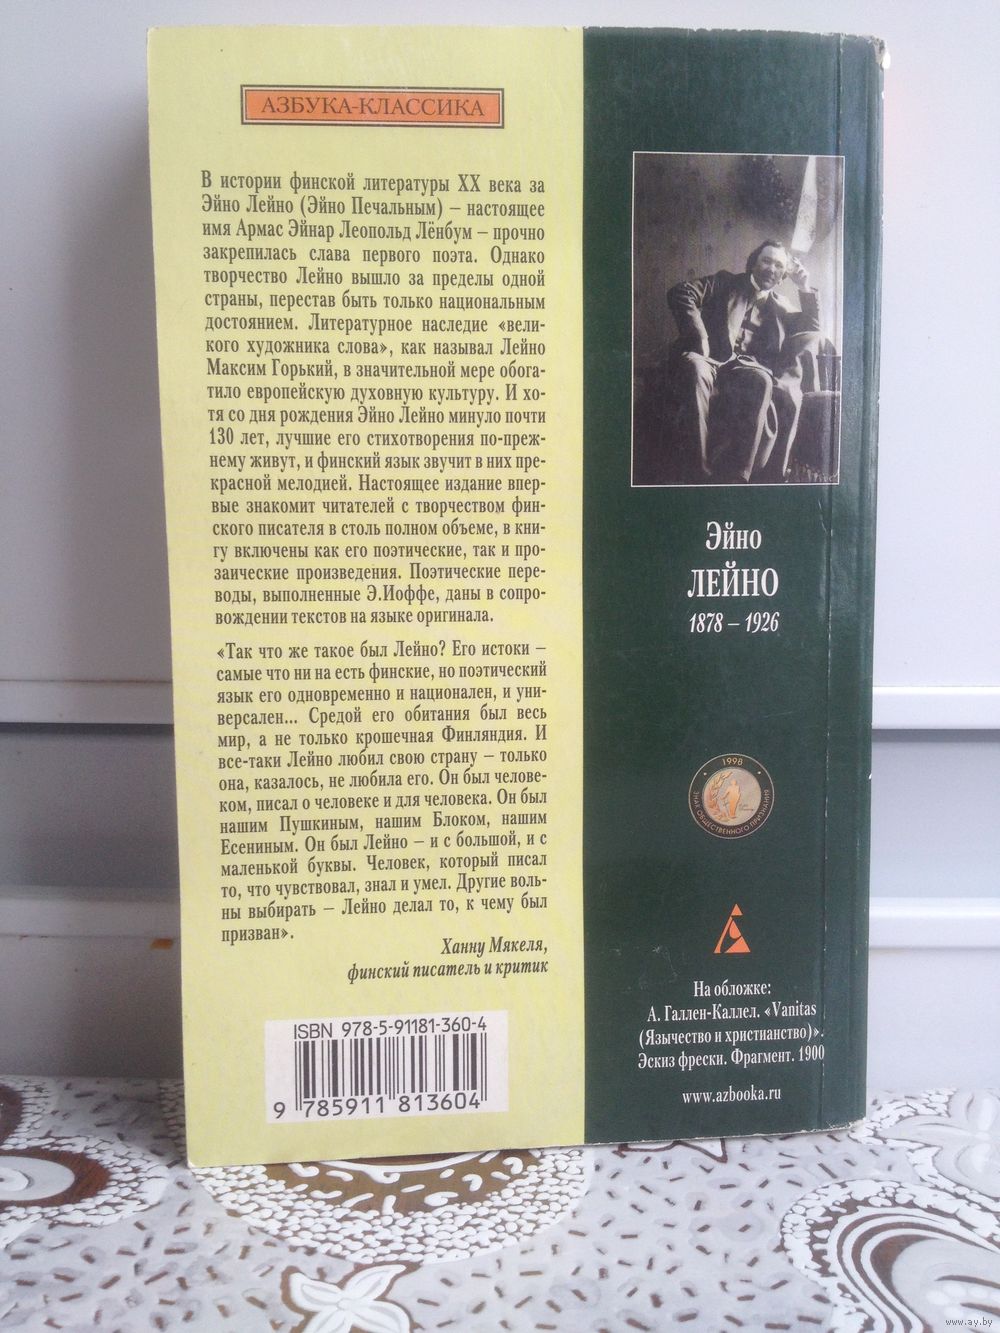 АЗБУКА-КЛАССИКА
В истории финской литературы XX века за
Эйно Лейно (Эйно Печальным) – настоящее
имя Армас Эйнар Леопольд Лёнбум – прочно
закрепилась слава первого поэта. Однако
творчество Лейно вышло за пределы одной
страны, перестав быть только национальным
достоянием. Литературное наследие «вели-
кого художника слова», как называл Лейно
Максим Горький, в значительной мере обога-
тило европейскую духовную культуру. И хо-
тя со дня рождения Эйно Лейно минуло почти
130 лет, лучшие его стихотворения по-преж-
нему живут, и финский язык звучит в них пре-
красной мелодией. Настоящее издание впер-
вые знакомит читателей с творчеством фин-
ского писателя в столь полном объеме, в кни-
гу включены как его поэтические, так и про-
заические произведения. Поэтические пере-
воды, выполненные Э.Иоффе, даны в сопро-
вождении текстов на языке оригинала.
«Так что же такое был Лейно? Его истоки –
самые что ни на есть финские, но поэтический
язык его одновременно и национален, и уни-
версален... Средой его обитания был весь
мир, а не только крошечная Финляндия. И
все-таки Лейно любил свою страну – только
она, казалось, не любила его. Он был челове-
ком, писал о человеке и для человека. Он был
нашим Пушкиным, нашим Блоком, нашим
Есениным. Он был Лейно – и с большой, и с
маленькой буквы. Человек, который писал
то, что чувствовал, знал и умел. Другие воль-
ны выбирать – Лейно делал то, к чему был
призван».
Ханну Мякеля,
финский писатель и критик
ISBN 978-5-91181-360-4
9 785911 813604
Эйно
ЛЕЙНО
1878 – 1926
1998
ЗНАК ОБЩЕСТВЕННОГО ПРИЗНАНИЯ
На обложке:
А. Галлен-Каллел. «Vanitas
(Язычество и христианство)».
Эскиз фрески. Фрагмент. 1900
www.azbooka.ru
www.ay.by